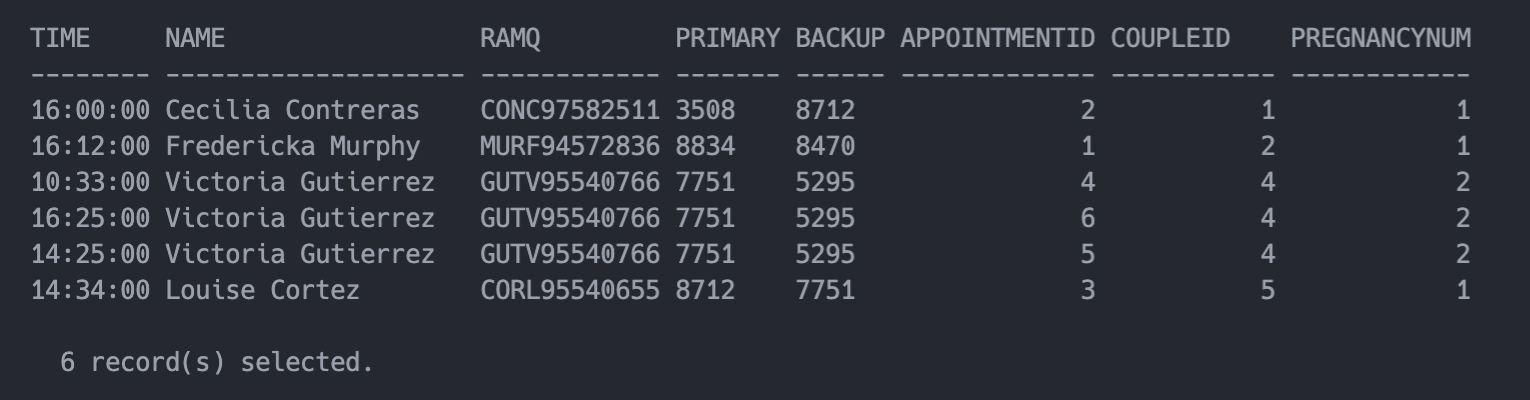 TIME     NAME                 RAMQ         PRIMARY BACKUP APPOINTMENTID COUPLEID    PREGNANCYNUM
-------- -------------------- ------------ ------- ------ ------------- ----------- ------------
16:00:00 Cecilia Contreras    CONC97582511 3508    8712               2           1            1
16:12:00 Fredericka Murphy    MURF94572836 8834    8470               1           2            1
10:33:00 Victoria Gutierrez   GUTV95540766 7751    5295               4           4            2
16:25:00 Victoria Gutierrez   GUTV95540766 7751    5295               6           4            2
14:25:00 Victoria Gutierrez   GUTV95540766 7751    5295               5           4            2
14:34:00 Louise Cortez        CORL95540655 8712    7751               3           5            1
  6 record(s) selected.